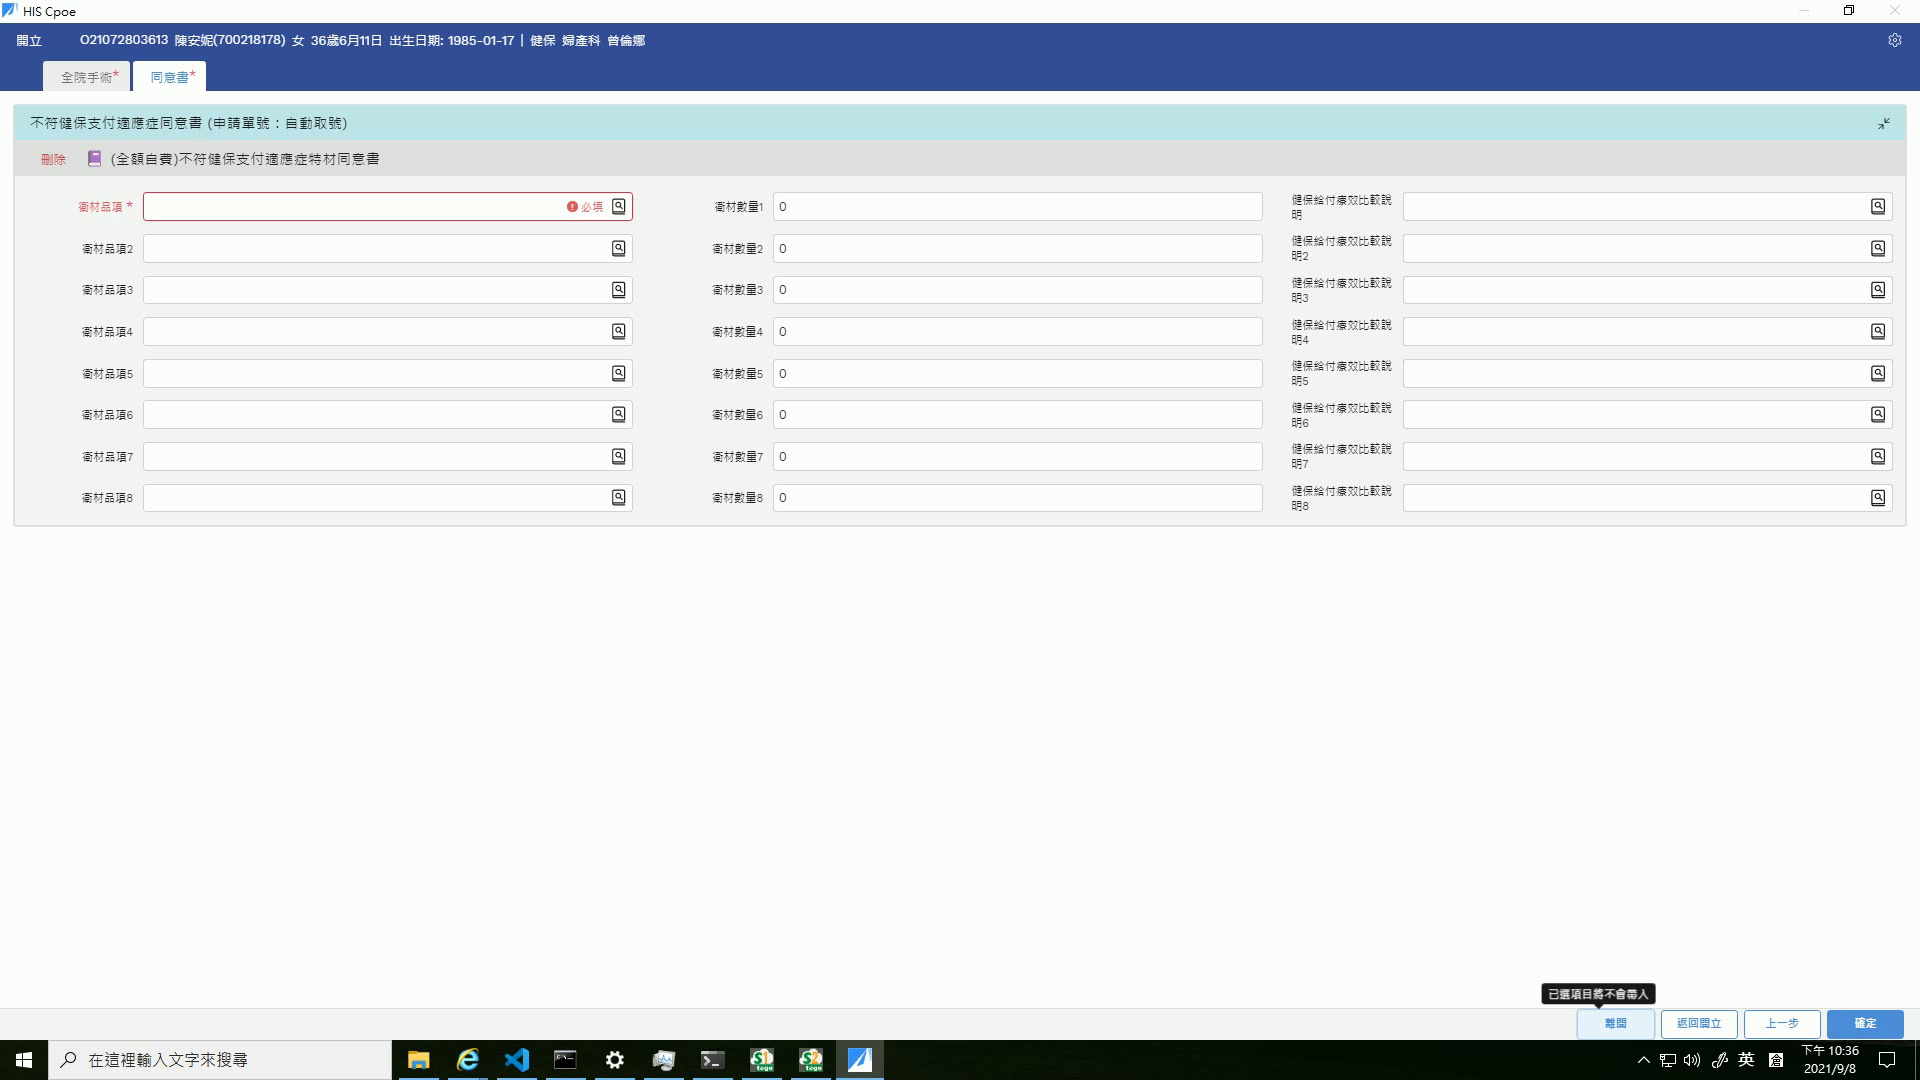 HIS Cpoe
開立 O21072803613 陳安妮(700218178) 女 36歲6月11日 出生日期: 1985-01-17 | 健保 婦產科 曾倫娜
全院手術* 同意書*
不符健保支付適應症同意書 (申請單號：自動取號)
刪除 (全額自費)不符健保支付適應症特材同意書
衛材品項 * 必填 衛材數量1 0 健保給付療效比較說
明
衛材品項2 衛材數量2 0 健保給付療效比較說
明2
衛材品項3 衛材數量3 0 健保給付療效比較說
明3
衛材品項4 衛材數量4 0 健保給付療效比較說
明4
衛材品項5 衛材數量5 0 健保給付療效比較說
明5
衛材品項6 衛材數量6 0 健保給付療效比較說
明6
衛材品項7 衛材數量7 0 健保給付療效比較說
明7
衛材品項8 衛材數量8 0 健保給付療效比較說
明8
已選項目將不會帶入
離開 返回開立 上一步 確定
在這裡輸入文字來搜尋
S1 toga S2 toga
英 倉 下午 10:36
2021/9/8